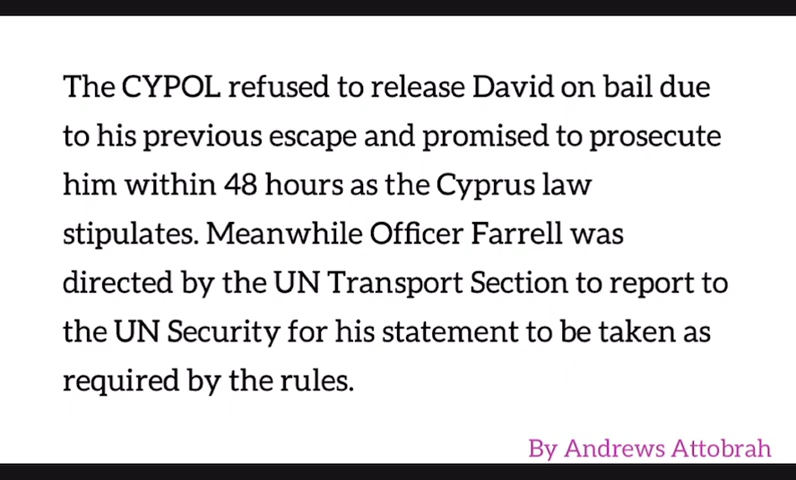 The CYPOL refused to release David on bail due
to his previous escape and promised to prosecute
him within 48 hours as the Cyprus law
stipulates. Meanwhile Officer Farrell was
directed by the UN Transport Section to report to
the UN Security for his statement to be taken as
required by the rules.
By Andrews Attobrah